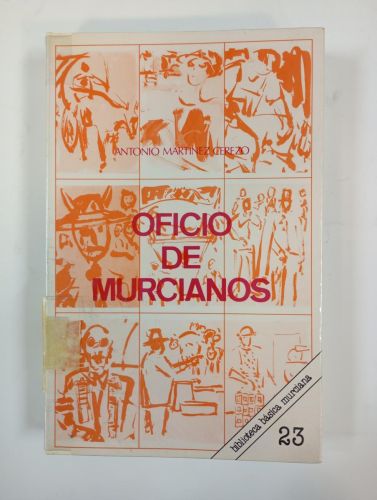 ANTONIO MARTINEZ CEREZO
OFICIO
DE
MURCIANOS
biblioteca básica murciana
23